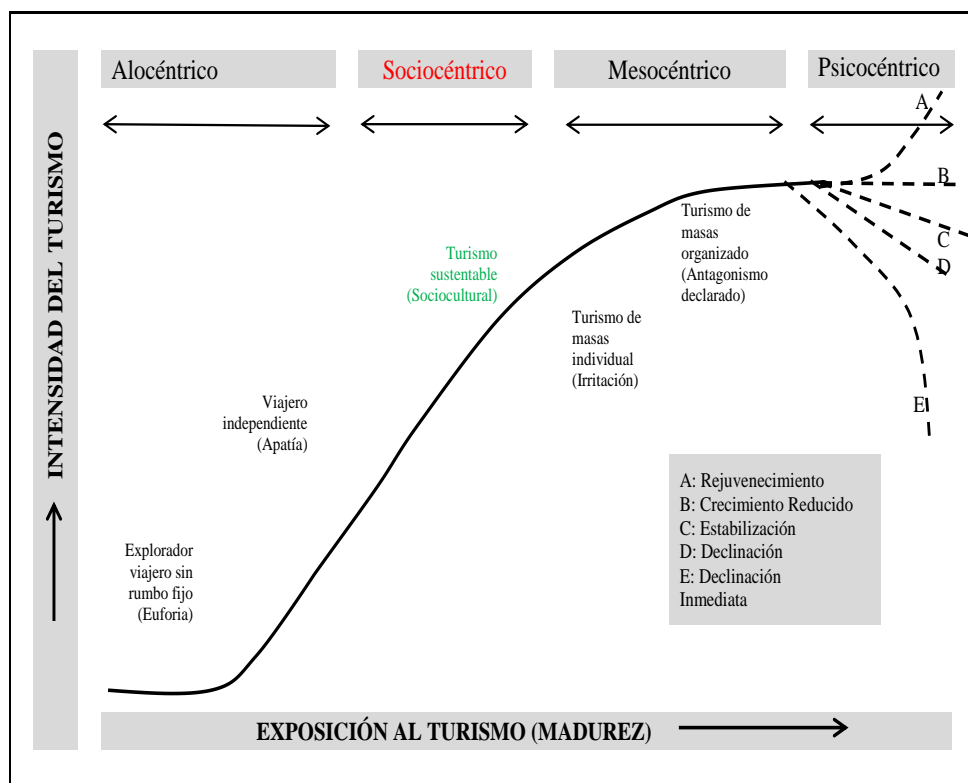 Alocéntrico
Sociocéntrico
Mesocéntrico
Psicocéntrico
INTENSIDAD DEL TURISMO
A
B
C
D
E
Turismo de
masas
organizado
(Antagonismo
declarado)
Turismo
sustentable
(Sociocultural)
Turismo de
masas
individual
(Irritación)
Viajero
independiente
(Apatía)
Explorador
viajero sin
rumbo fijo
(Euforia)
A: Rejuvenecimiento
B: Crecimiento Reducido
C: Estabilización
D: Declinación
E: Declinación
Inmediata
EXPOSICIÓN AL TURISMO (MADUREZ)